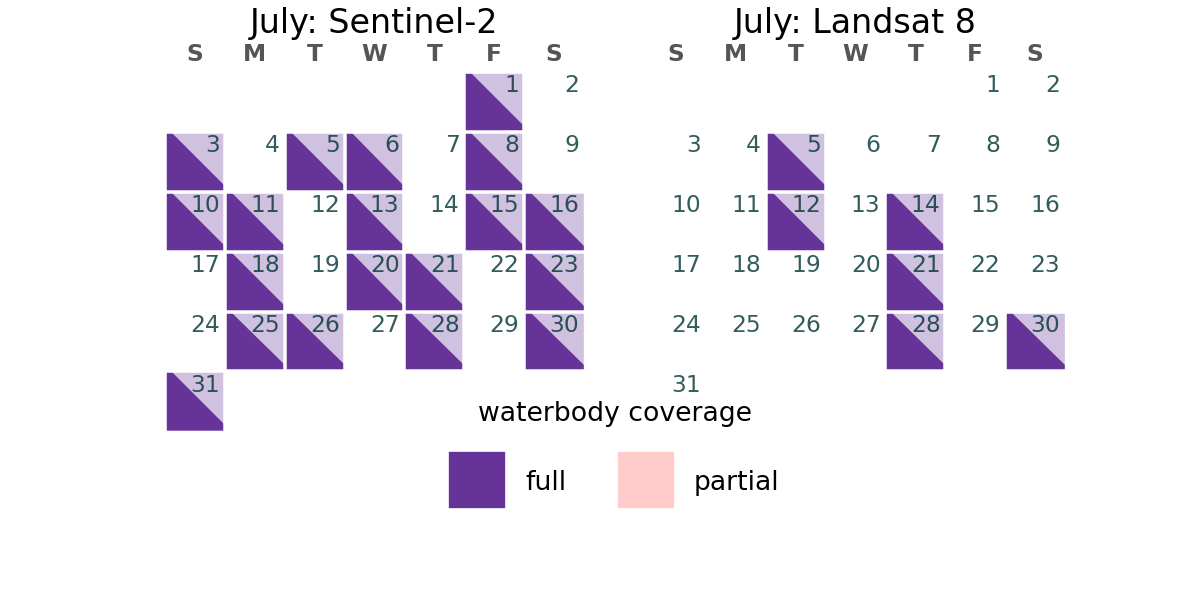 July: Sentinel-2
S M T W T F S
1 2
3 4 5 6 7 8 9
10 11 12 13 14 15 16
17 18 19 20 21 22 23
24 25 26 27 28 29 30
31
July: Landsat 8
S M T W T F S
1 2
3 4 5 6 7 8 9
10 11 12 13 14 15 16
17 18 19 20 21 22 23
24 25 26 27 28 29 30
31
waterbody coverage
full partial